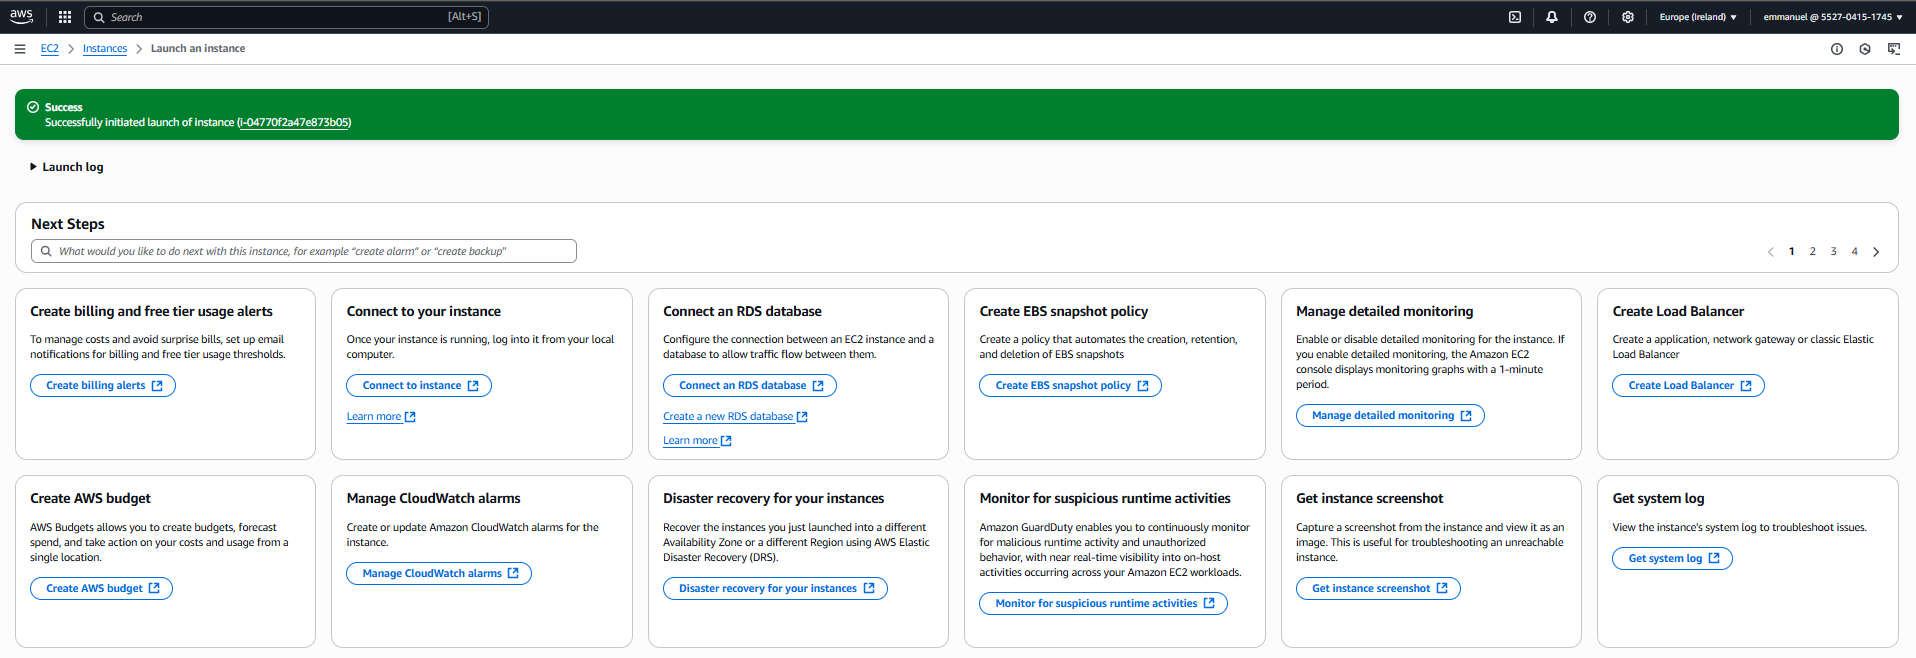 aws
Search
[Alt+S]
Europe (Ireland)
emmanuel @ 5527-0415-1745
EC2
Instances
Launch an instance
Success
Successfully initiated launch of instance (i-04770f2a47e873b05)
Launch log
Next Steps
What would you like to do next with this instance, for example “create alarm” or “create backup”
1 2 3 4
Create billing and free tier usage alerts
To manage costs and avoid surprise bills, set up email
notifications for billing and free tier usage thresholds.
Create billing alerts
Connect to your instance
Once your instance is running, log into it from your local
computer.
Connect to instance
Learn more
Connect an RDS database
Configure the connection between an EC2 instance and a
database to allow traffic flow between them.
Connect an RDS database
Create a new RDS database
Learn more
Create EBS snapshot policy
Create a policy that automates the creation, retention,
and deletion of EBS snapshots
Create EBS snapshot policy
Manage detailed monitoring
Enable or disable detailed monitoring for the instance. If
you enable detailed monitoring, the Amazon EC2
console displays monitoring graphs with a 1-minute
period.
Manage detailed monitoring
Create Load Balancer
Create a application, network gateway or classic Elastic
Load Balancer
Create Load Balancer
Create AWS budget
AWS Budgets allows you to create budgets, forecast
spend, and take action on your costs and usage from a
single location.
Create AWS budget
Manage CloudWatch alarms
Create or update Amazon CloudWatch alarms for the
instance.
Manage CloudWatch alarms
Disaster recovery for your instances
Recover the instances you just launched into a different
Availability Zone or a different Region using AWS Elastic
Disaster Recovery (DRS).
Disaster recovery for your instances
Monitor for suspicious runtime activities
Amazon GuardDuty enables you to continuously monitor
for malicious runtime activity and unauthorized
behavior, with near real-time visibility into on-host
activities occurring across your Amazon EC2 workloads.
Monitor for suspicious runtime activities
Get instance screenshot
Capture a screenshot from the instance and view it as an
image. This is useful for troubleshooting an unreachable
instance.
Get instance screenshot
Get system log
View the instance's system log to troubleshoot issues.
Get system log